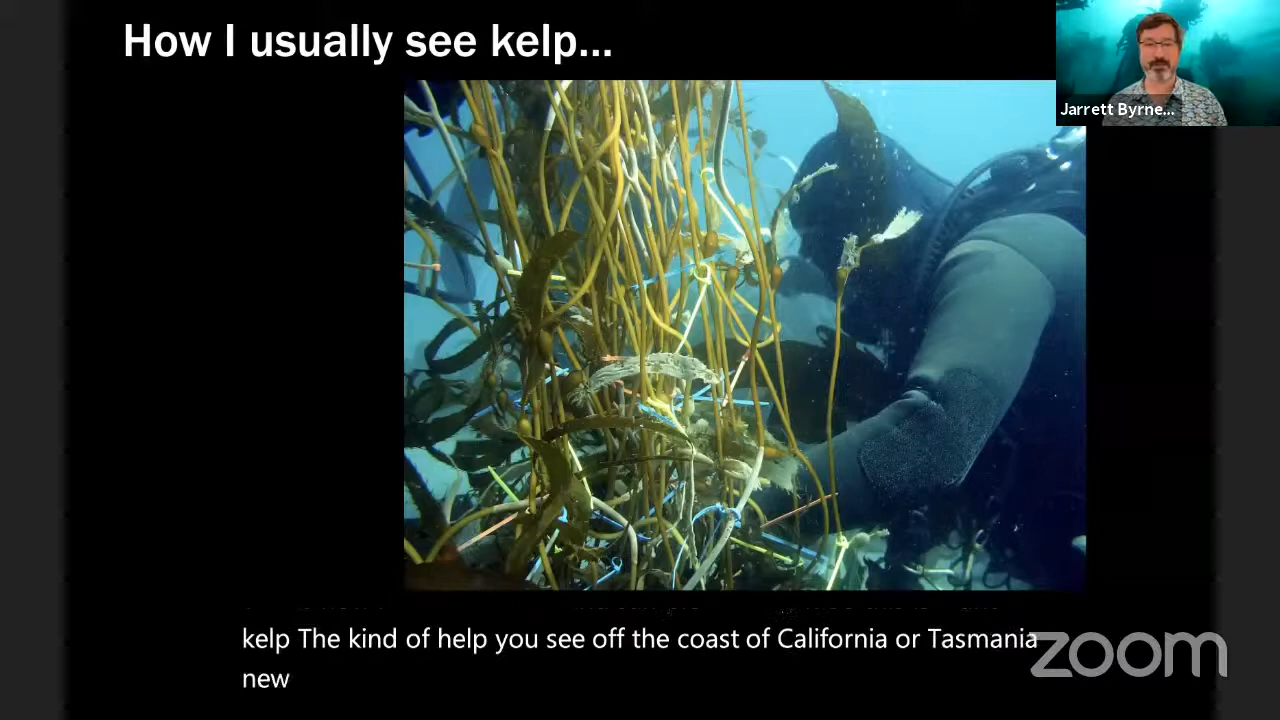 How I usually see kelp...
Jarrett Byrne...
kelp The kind of help you see off the coast of California or Tasmania
new
zoom